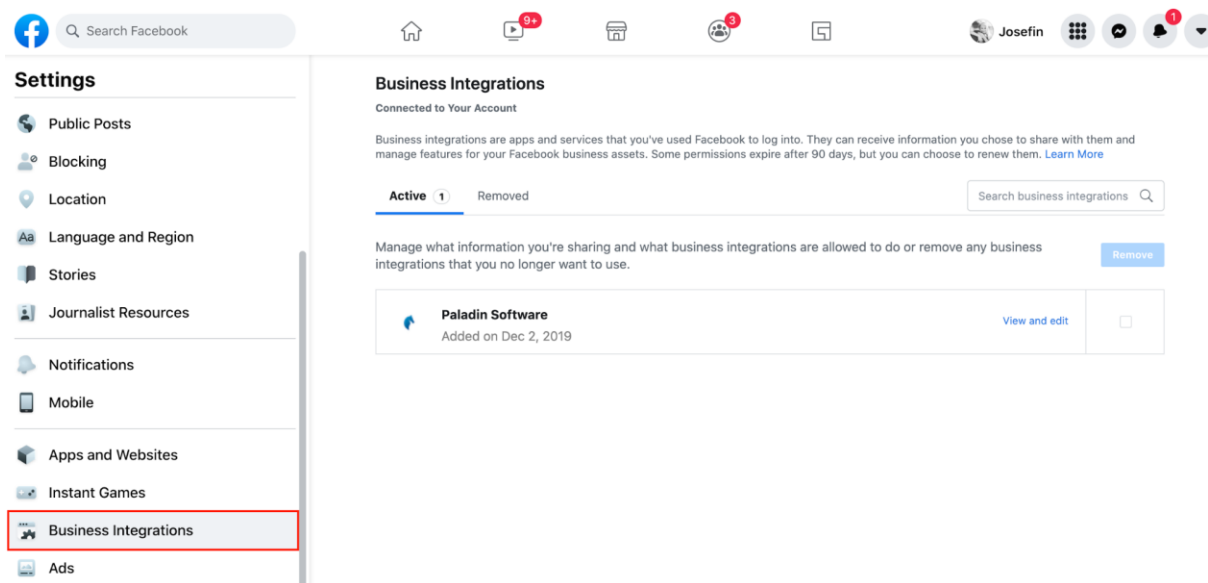 Search Facebook
9+
3
Josefin
1
Settings
Public Posts
Blocking
Location
Aa Language and Region
Stories
Journalist Resources
Notifications
Mobile
Apps and Websites
Instant Games
Business Integrations
Ads
Business Integrations
Connected to Your Account
Business integrations are apps and services that you've used Facebook to log into. They can receive information you chose to share with them and
manage features for your Facebook business assets. Some permissions expire after 90 days, but you can choose to renew them. Learn More
Active 1 Removed
Search business integrations
Manage what information you're sharing and what business integrations are allowed to do or remove any business
integrations that you no longer want to use.
Remove
Paladin Software
Added on Dec 2, 2019
View and edit